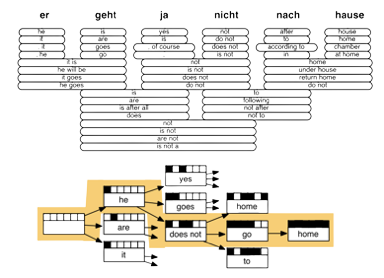 er geht ja nicht nach hause
he is yes not after house
it are is do not to home
it goes , of course does not according to chamber
he go , is not in at home
it is not home
he will be is not under house
it goes does not return home
he goes do not do not
is to
are following
is after all not after
does not to
not
is not
are not
is not a
yes
he
goes home
are does not go home
it to